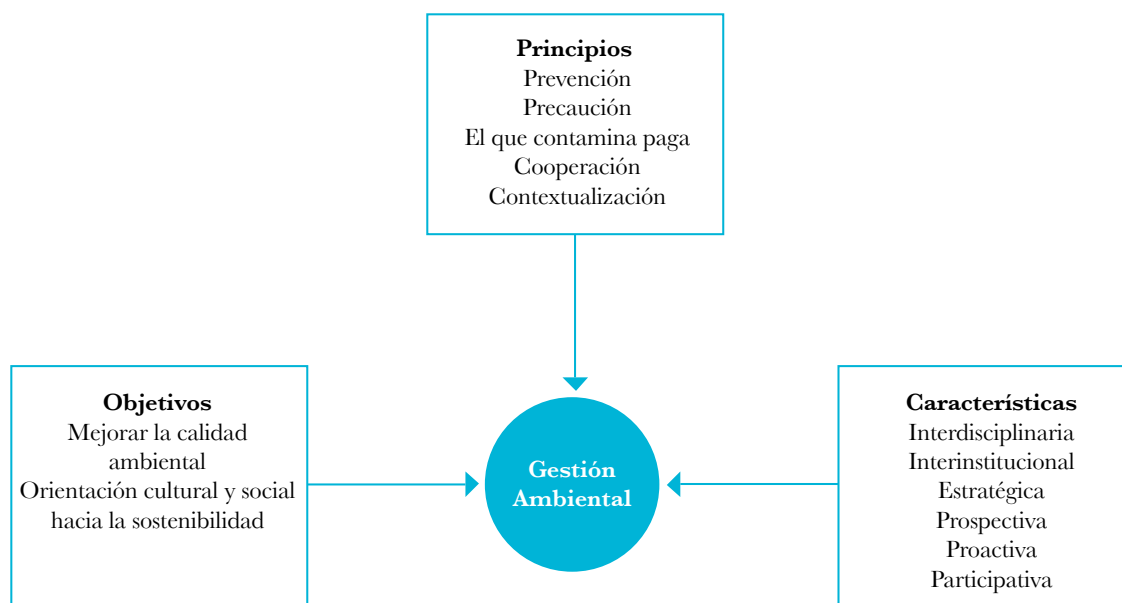 Principios
Prevención
Precaución
El que contamina paga
Cooperación
Contextualización
Objetivos
Mejorar la calidad
ambiental
Orientación cultural y social
hacia la sostenibilidad
Gestión
Ambiental
Características
Interdisciplinaria
Interinstitucional
Estratégica
Prospectiva
Proactiva
Participativa